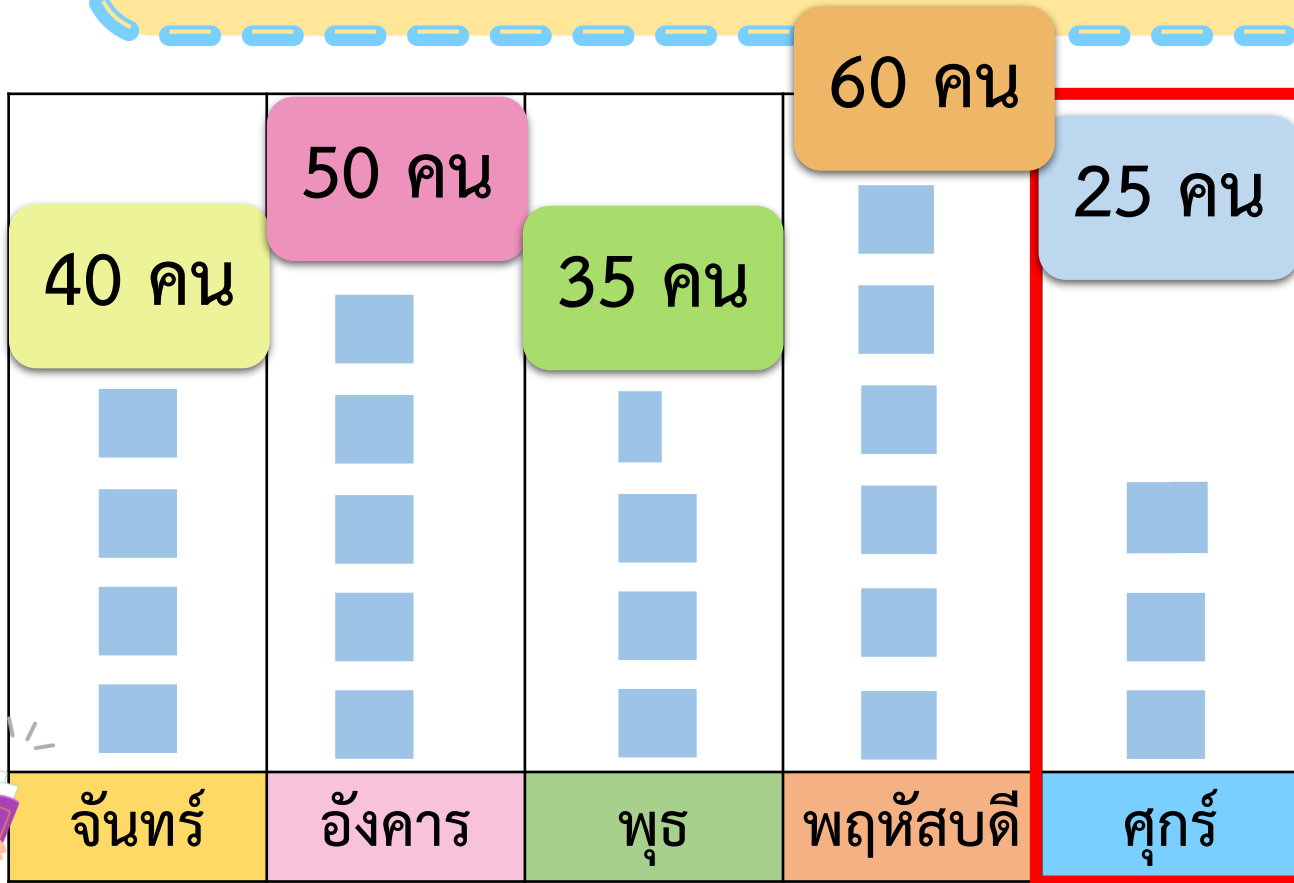 60 คน
50 คน
25 คน
40 คน
35 คน
จันทร์
อังคาร
พุธ
พฤหัสบดี
ศุกร์